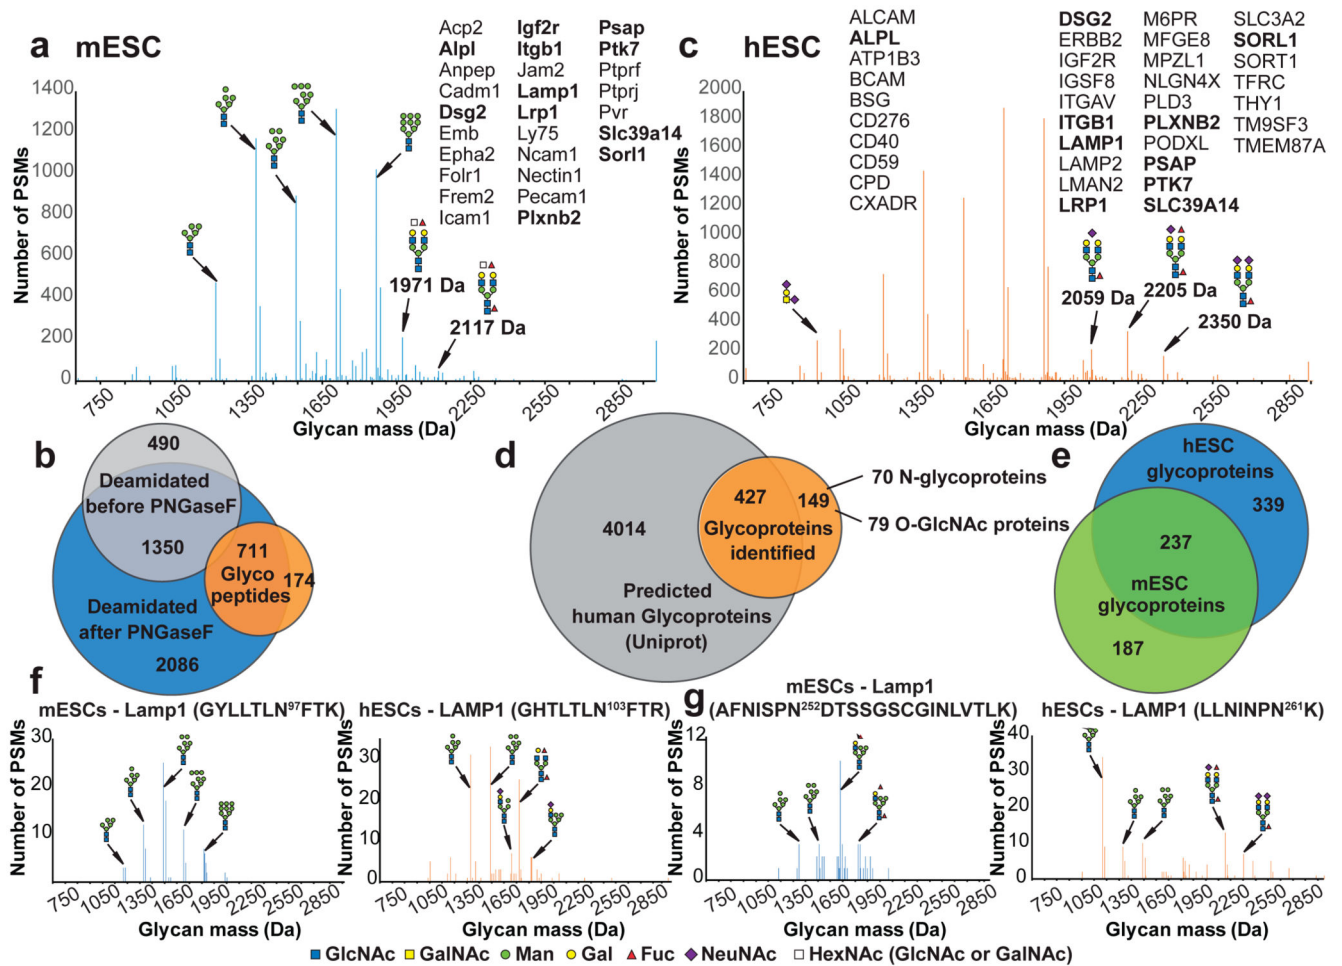 a mESC
Acp2 Igf2r Psap
Alpl Itgb1 Ptk7
Anpep Jam2 Ptprf
Cadm1 Lamp1 Ptprj
Dsg2 Lrp1 Pvr
Emb Ly75 Slc39a14
Epha2 Ncam1 Sorl1
Folr1 Nectin1
Frem2 Pecam1
Icam1 Plxnb2
Number of PSMs
1400
1200
1000
800
600
400
200
0
1971 Da
2117 Da
750 1050 1350 1650 1950 2250 2550 2850
Glycan mass (Da)
c hESC
ALCAM DSG2 M6PR SLC3A2
ALPL ERBB2 MFGE8 SORL1
ATP1B3 IGF2R MPZL1 SORT1
BCAM IGSF8 NLGN4X TFRC
BSG ITGAV PLD3 THY1
CD276 ITGB1 PLXNB2 TM9SF3
CD40 LAMP1 PODXL TMEM87A
CD59 LAMP2 PSAP
CPD LMAN2 PTK7
CXADR LRP1 SLC39A14
Number of PSMs
2000
1800
1600
1400
1200
1000
800
600
400
200
0
2059 Da
2205 Da
2350 Da
750 1050 1350 1650 1950 2250 2550 2850
Glycan mass (Da)
b
490
Deamidated
before PNGaseF
1350
711
Glyco
peptides
174
Deamidated
after PNGaseF
2086
d
4014
427
149
Glycoproteins
identified
70 N-glycoproteins
79 O-GlcNAc proteins
Predicted
human Glycoproteins
(Uniprot)
e
hESC
glycoproteins
339
237
mESC
glycoproteins
187
f
mESCs - Lamp1 (GYLLTLN97FTK)
Number of PSMs
30
20
10
750 1050 1350 1650 1950 2250 2550 2850
Glycan mass (Da)
hESCs - LAMP1 (GHTLTLN103FTR)
Number of PSMs
30
20
10
0
750 1050 1350 1650 1950 2250 2550 2850
Glycan mass (Da)
g
mESCs - Lamp1
(AFNISPN252DTSSGSCGINLVTLK)
Number of PSMs
12
8
4
0
750 1050 1350 1650 1950 2250 2550 2850
Glycan mass (Da)
hESCs - LAMP1 (LLNINPN261K)
Number of PSMs
40
30
20
10
0
750 1050 1350 1650 1950 2250 2550 2850
Glycan mass (Da)
GlcNAc GalNAc Man Gal Fuc NeuNAc HexNAc (GlcNAc or GalNAc)